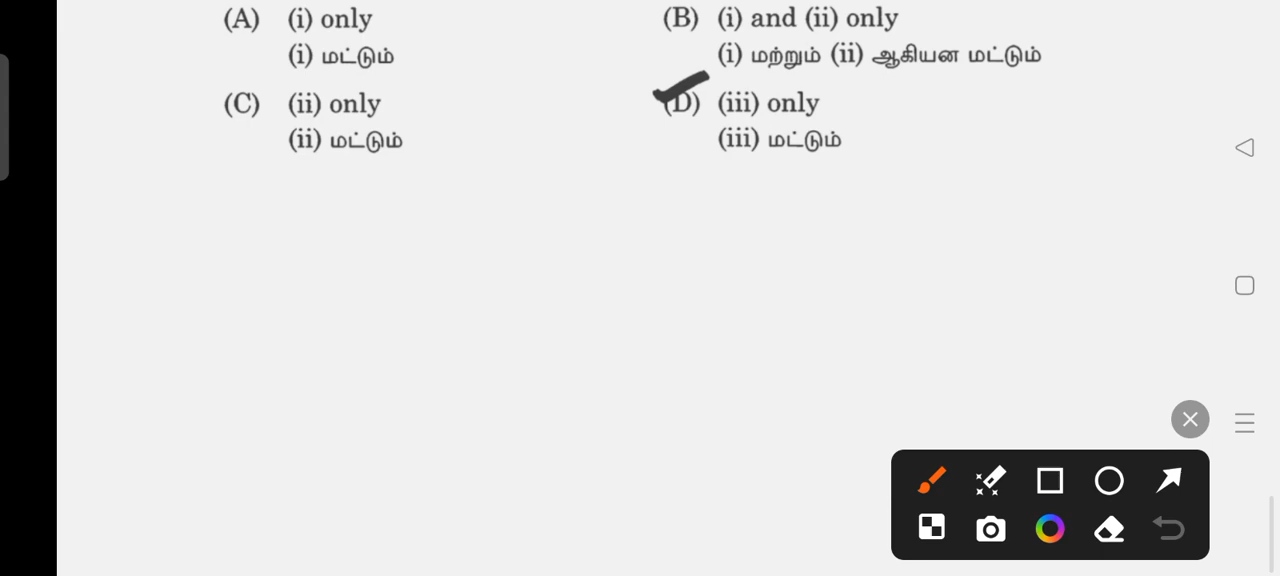 (A) (i) only (B) (i) and (ii) only
(i) மட்டும் (i) மற்றும் (ii) ஆகியன மட்டும்
(C) (ii) only (D) (iii) only
(ii) மட்டும் (iii) மட்டும்